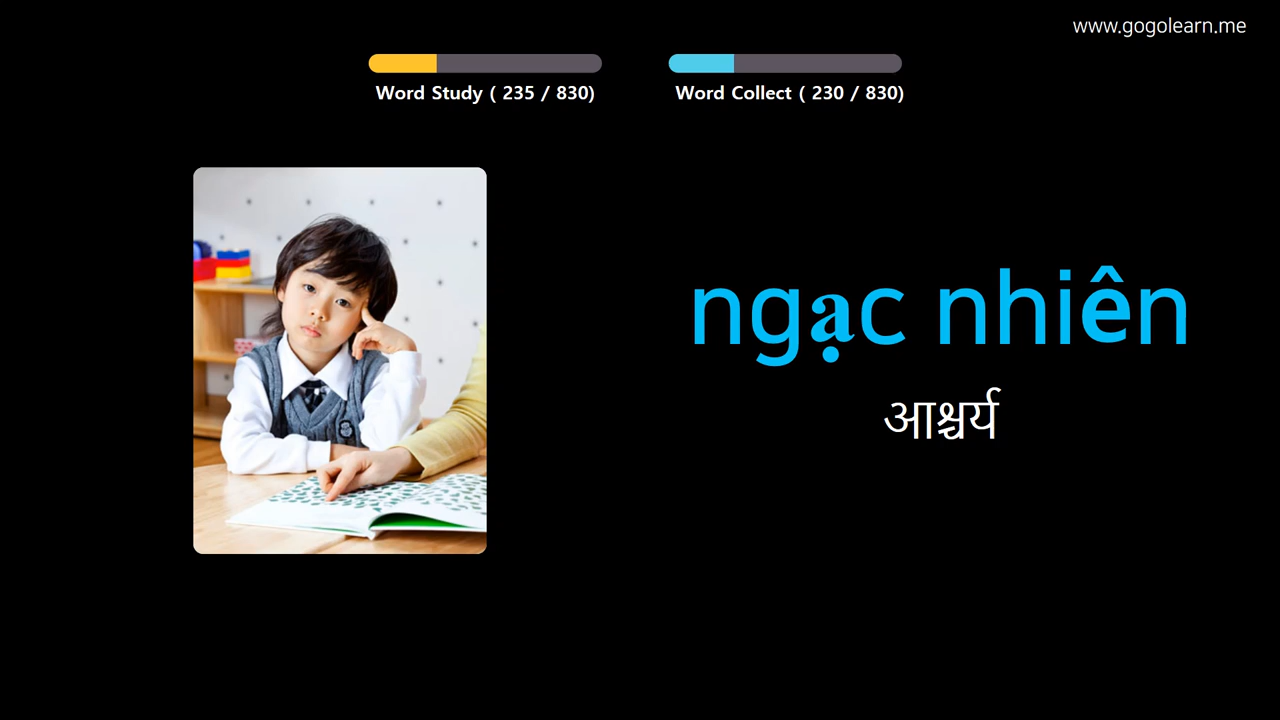 www.gogolearn.me
Word Study ( 235 / 830)
Word Collect ( 230 / 830)
ngạc nhiên
आश्चर्य